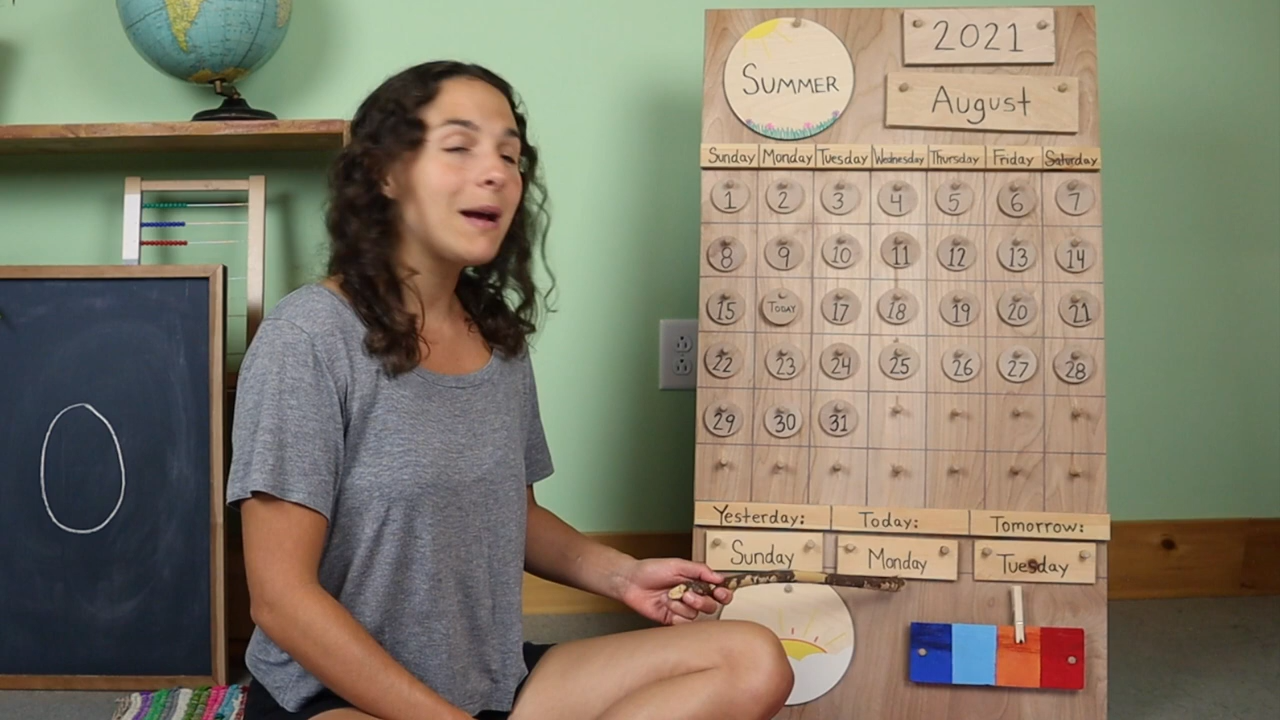 2021
SUMMER
August
Sunday Monday Tuesday Wednesday Thursday Friday Saturday
1 2 3 4 5 6 7
8 9 10 11 12 13 14
15 TODAY 17 18 19 20 21
22 23 24 25 26 27 28
29 30 31
Yesterday: Today: Tomorrow:
Sunday Monday Tuesday
0